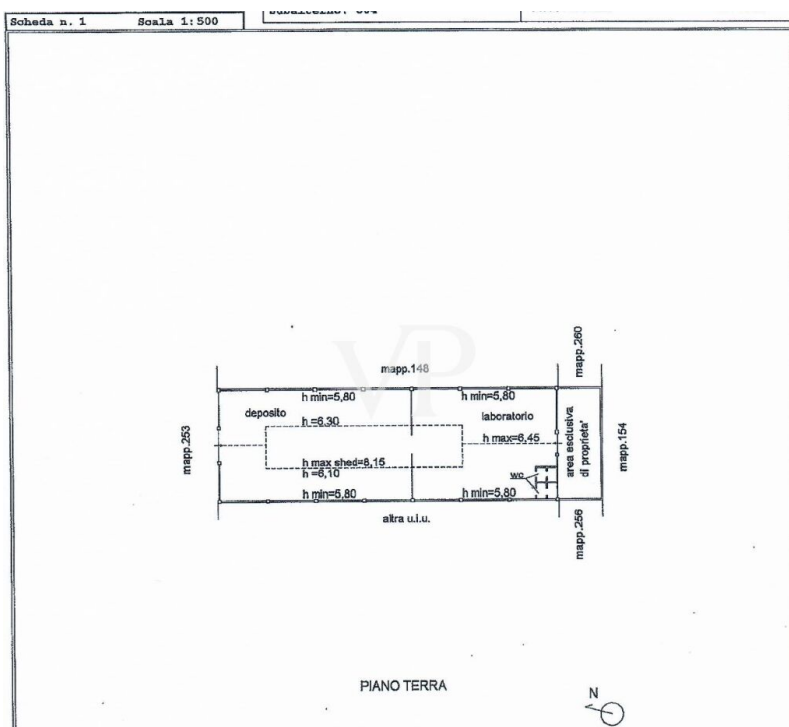 Scheda n. 1 Scala 1:500
mapp.260
VP
mapp.148
h min=5,80 h min=5,80
deposito laboratorio
h =6,30
h max=6,45
mapp.253
area esclusiva
di proprieta'
mapp.154
h max shed=8,15
h =6,10
wc
h min=5,80 h min=5,80
altra u.i.u.
mapp.256
PIANO TERRA
N